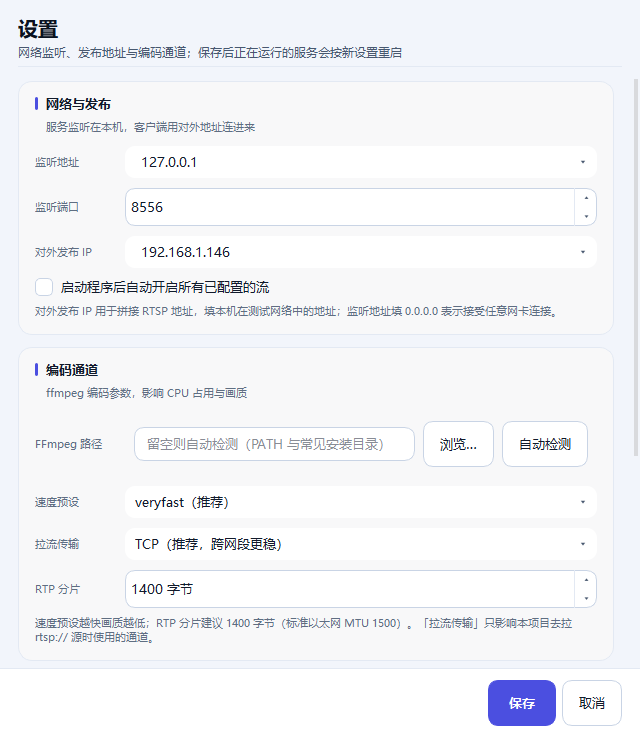 设置
网络监听、发布地址与编码通道；保存后正在运行的服务会按新设置重启
网络与发布
服务监听在本机，客户端用对外地址连进来
监听地址 127.0.0.1
监听端口 8556
对外发布 IP 192.168.1.146
启动程序后自动开启所有已配置的流
对外发布 IP 用于拼接 RTSP 地址，填本机在测试网络中的地址；监听地址填 0.0.0.0 表示接受任意网卡连接。
编码通道
ffmpeg 编码参数，影响 CPU 占用与画质
FFmpeg 路径 留空则自动检测（PATH 与常见安装目录） 浏览... 自动检测
速度预设 veryfast（推荐）
拉流传输 TCP（推荐，跨网段更稳）
RTP 分片 1400 字节
速度预设越快画质越低；RTP 分片建议 1400 字节（标准以太网 MTU 1500）。「拉流传输」只影响本项目去拉
rtsp:// 源时使用的通道。
保存 取消